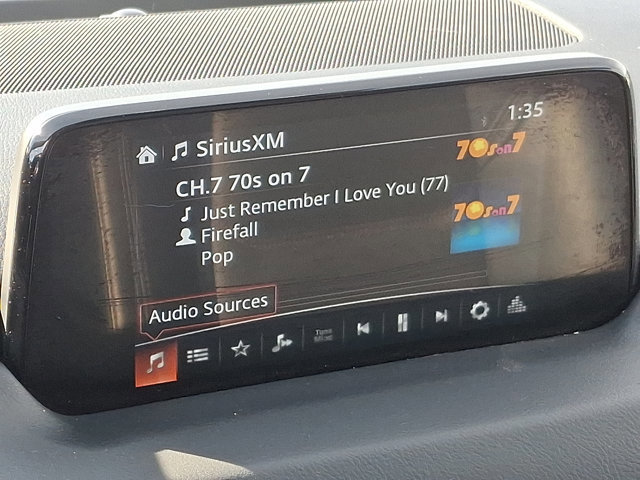 1:35
SiriusXM
70s on 7
CH.7 70s on 7
Just Remember I Love You (77)
70s on 7
Firefall
Pop
Audio Sources
Tune
Mix